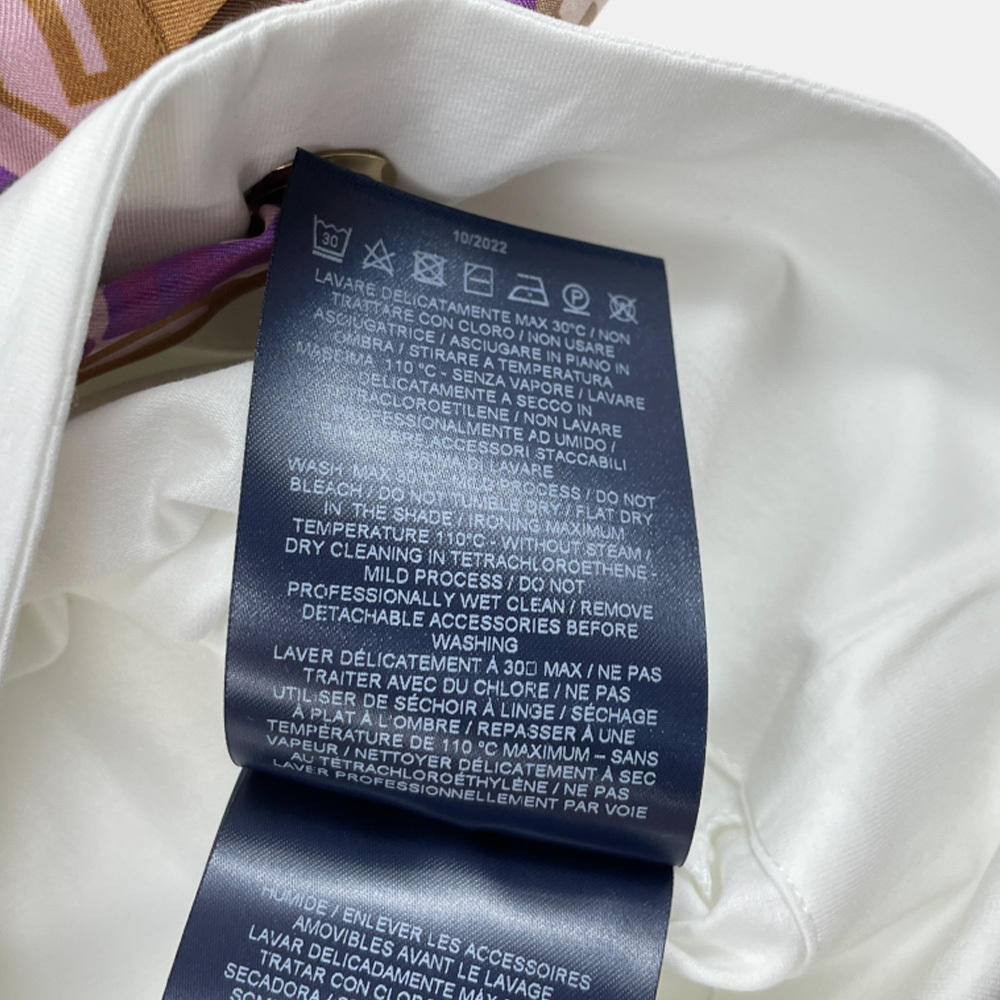 10/2022
30
P
LAVARE DELICATAMENTE MAX 30°C / NON
TRATTARE CON CLORO / NON USARE
ASCIUGATRICE / ASCIUGARE IN PIANO IN
OMBRA / STIRARE A TEMPERATURA
MASSIMA 110 °C - SENZA VAPORE / LAVARE
DELICATAMENTE A SECCO IN
TRACLOROETILENE / NON LAVARE
ESSIONALMENTE AD UMIDO /
ACCESSORI STACCABILI
DI LAVARE
WASH MAX MILD PROCESS / DO NOT
BLEACH / DO NOT TUMBLE DRY / FLAT DRY
IN THE SHADE / IRONING MAXIMUM
TEMPERATURE 110°C - WITHOUT STEAM /
DRY CLEANING IN TETRACHLOROETHENE -
MILD PROCESS / DO NOT
PROFESSIONALLY WET CLEAN / REMOVE
DETACHABLE ACCESSORIES BEFORE
WASHING
LAVER DÉLICATEMENT À 30▯ MAX / NE PAS
TRAITER AVEC DU CHLORE / NE PAS
UTILISER DE SÉCHOIR À LINGE / SÉCHAGE
À PLAT À L'OMBRE / REPASSER À UNE
TEMPÉRATURE DE 110 °C MAXIMUM – SANS
VAPEUR / NETTOYER DÉLICATEMENT À SEC
AU TÉTRACHLOROÉTHYLÈNE / NE PAS
LAVER PROFESSIONNELLEMENT PAR VOIE
HUMIDE / ENLEVER LES ACCESSOIRES
AMOVIBLES AVANT LE LAVAGE
LAVAR DELICADAMENTE MÁX
TRATAR CON CLORO
SECADORA /